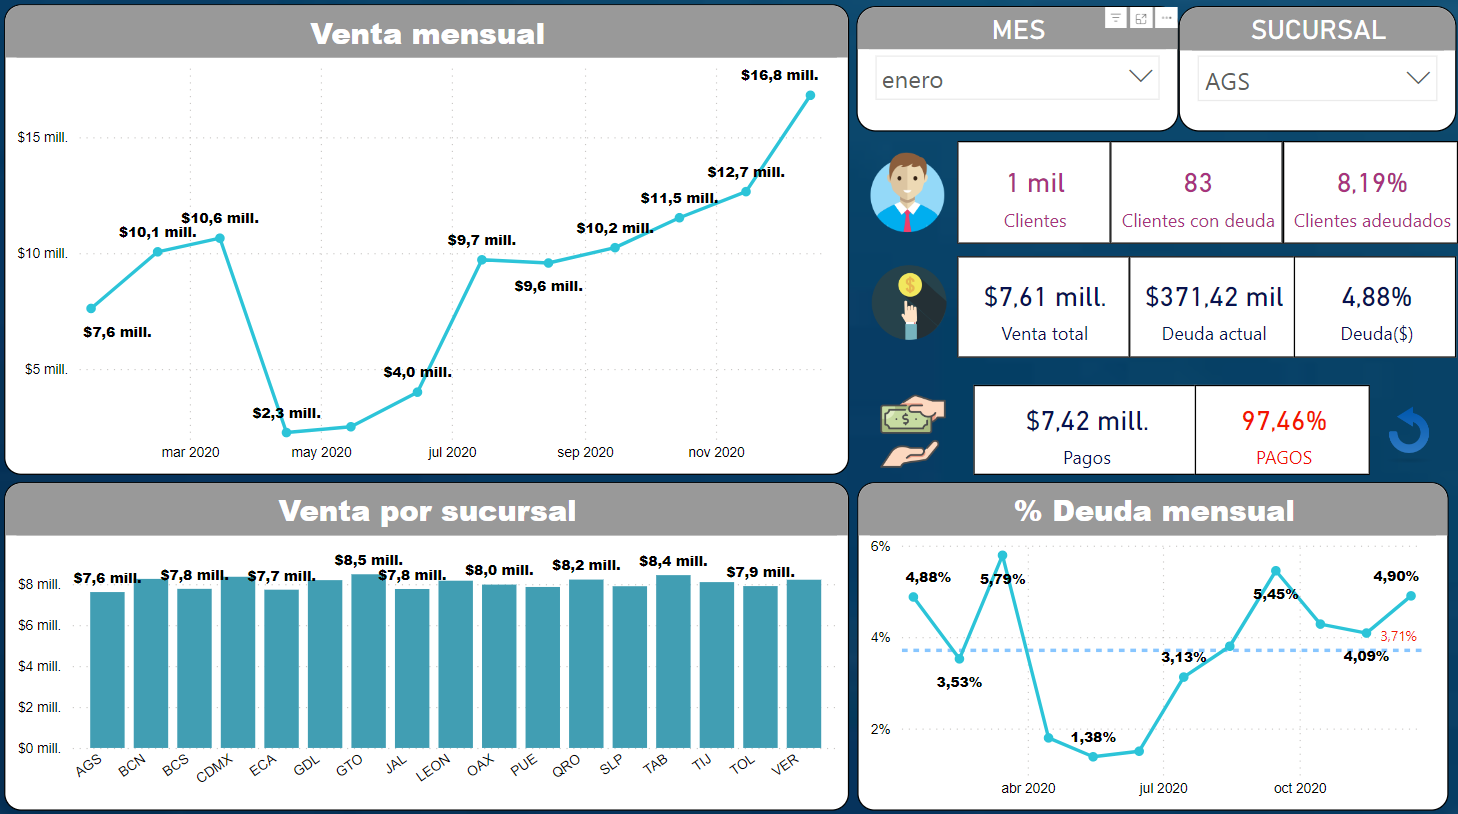 Venta mensual
$15 mill.
$10 mill.
$5 mill.
$7,6 mill.
$10,1 mill.
$10,6 mill.
$2,3 mill.
$4,0 mill.
$9,7 mill.
$9,6 mill.
$10,2 mill.
$11,5 mill.
$12,7 mill.
$16,8 mill.
mar 2020
may 2020
jul 2020
sep 2020
nov 2020
MES
enero
SUCURSAL
AGS
1 mil
Clientes
83
Clientes con deuda
8,19%
Clientes adeudados
$7,61 mill.
Venta total
$371,42 mil
Deuda actual
4,88%
Deuda($)
$7,42 mill.
Pagos
97,46%
PAGOS
Venta por sucursal
$8 mill.
$6 mill.
$4 mill.
$2 mill.
$0 mill.
$7,6 mill.
$7,8 mill.
$7,7 mill.
$8,5 mill.
$7,8 mill.
$8,0 mill.
$8,2 mill.
$8,4 mill.
$7,9 mill.
AGS
BCN
BCS
CDMX
ECA
GDL
GTO
JAL
LEON
OAX
PUE
QRO
SLP
TAB
TIJ
TOL
VER
% Deuda mensual
6%
4%
2%
4,88%
3,53%
5,79%
1,38%
3,13%
5,45%
4,09%
4,90%
3,71%
abr 2020
jul 2020
oct 2020